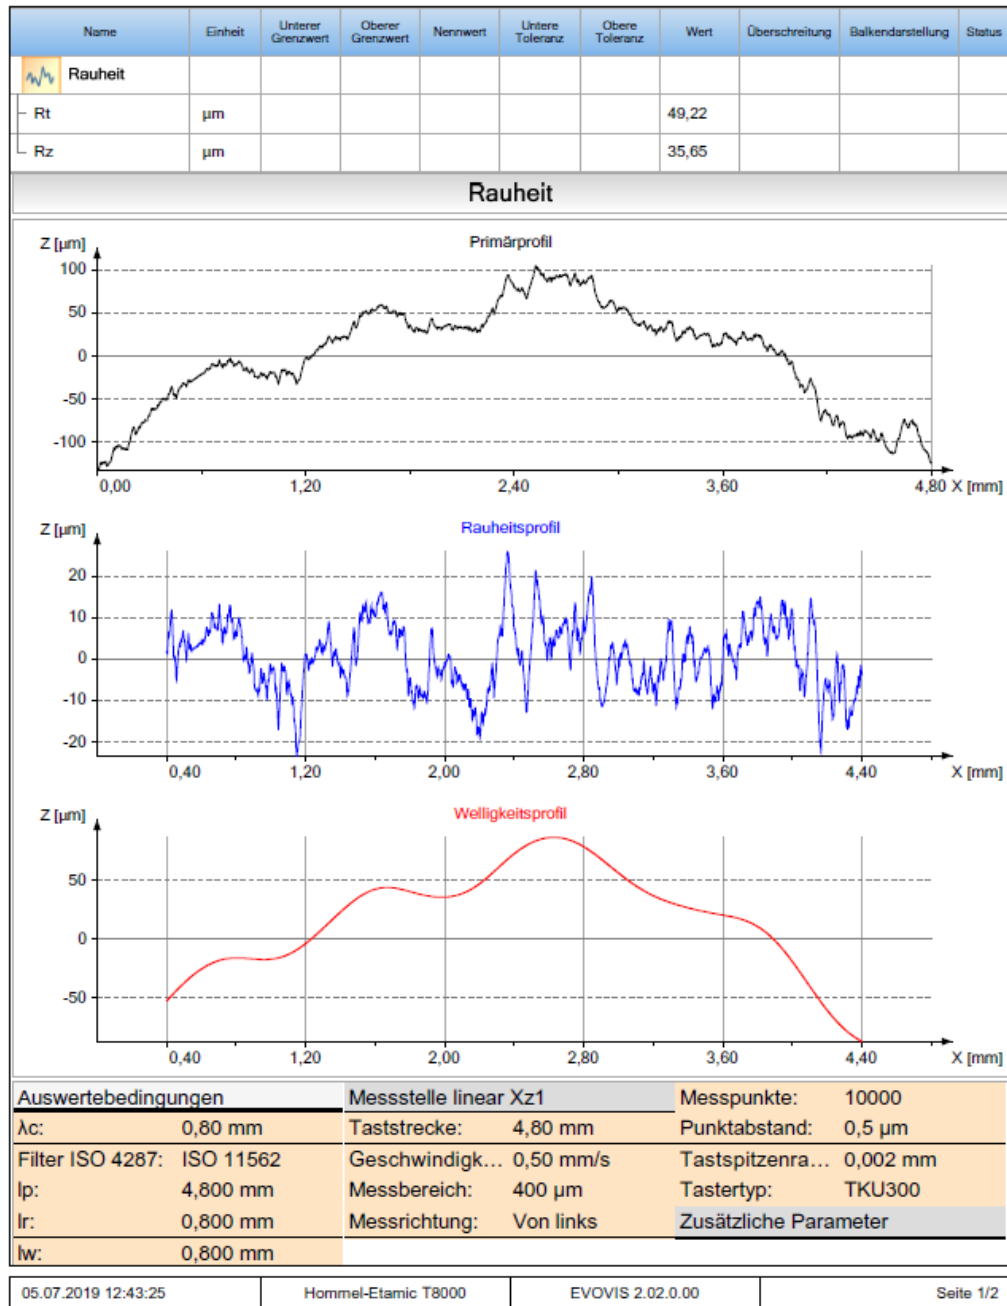 Name Einheit Unterer Grenzwert Oberer Grenzwert Nennwert Untere Toleranz Obere Toleranz Wert Überschreitung Balkendarstellung Status
Rauheit
Rt µm 49,22
Rz µm 35,65
Rauheit
Primärprofil
Z [µm]
100
50
0
-50
-100
0,00 1,20 2,40 3,60 4,80 X [mm]
Rauheitsprofil
Z [µm]
20
10
0
-10
-20
0,40 1,20 2,00 2,80 3,60 4,40 X [mm]
Welligkeitsprofil
Z [µm]
50
0
-50
0,40 1,20 2,00 2,80 3,60 4,40 X [mm]
Auswertebedingungen Messstelle linear Xz1 Messpunkte: 10000
λc: 0,80 mm Taststrecke: 4,80 mm Punktabstand: 0,5 µm
Filter ISO 4287: ISO 11562 Geschwindigk... 0,50 mm/s Tastspitzenra... 0,002 mm
lp: 4,800 mm Messbereich: 400 µm Tastertyp: TKU300
lr: 0,800 mm Messrichtung: Von links Zusätzliche Parameter
lw: 0,800 mm
05.07.2019 12:43:25 Hommel-Etamic T8000 EVOVIS 2.02.0.00 Seite 1/2